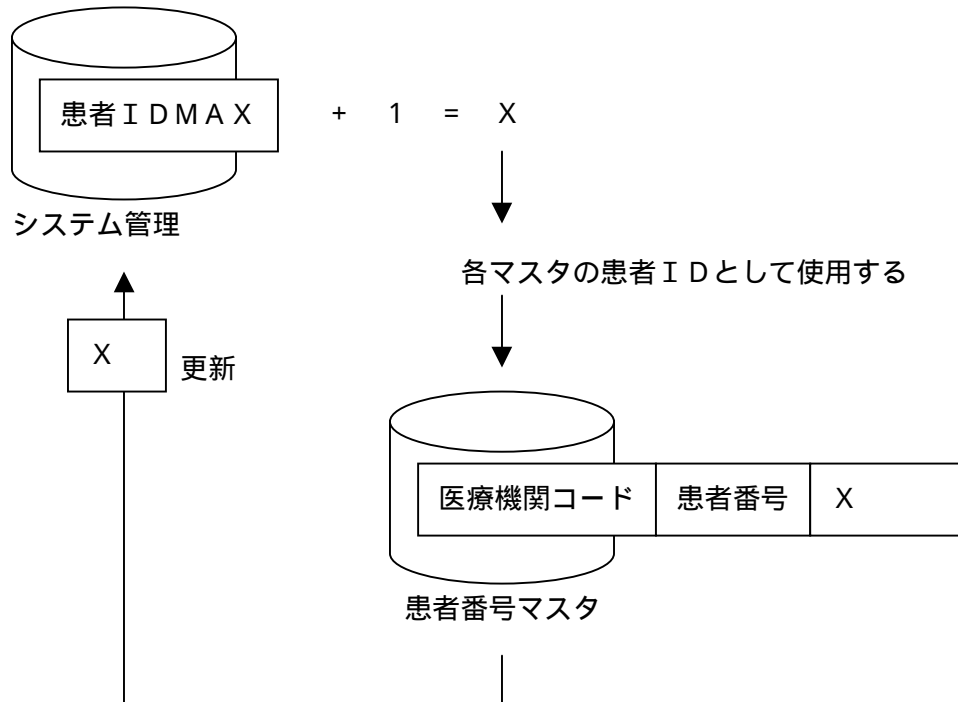 患者ＩＤＭＡＸ + 1 = X
システム管理
各マスタの患者ＩＤとして使用する
X
更新
医療機関コード 患者番号 X
患者番号マスタ